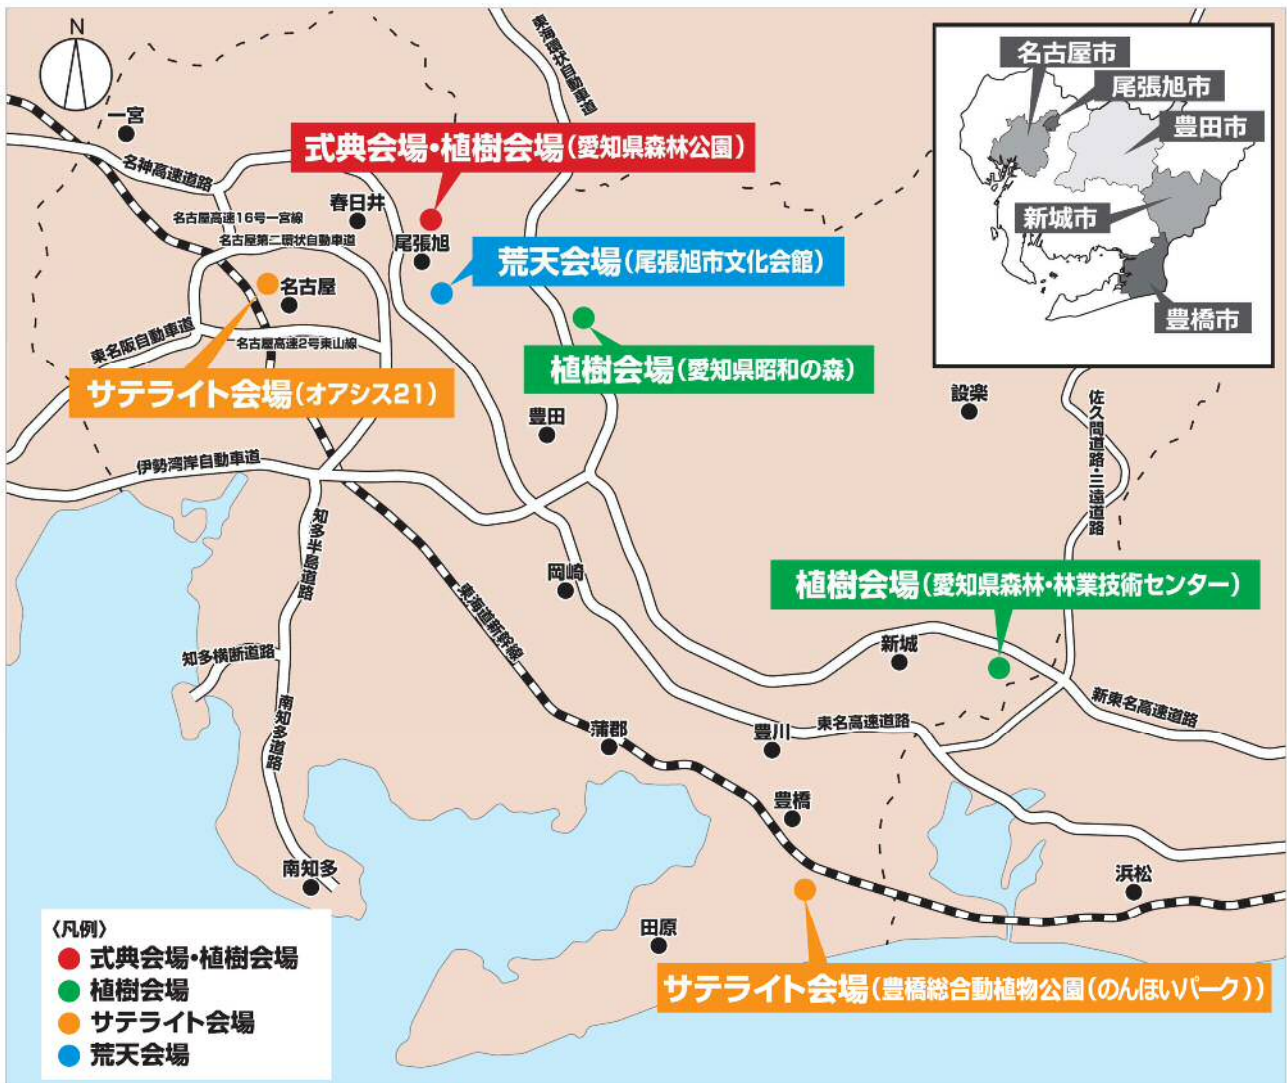 N
東海環状自動車道
名古屋市
尾張旭市
豊田市
新城市
豊橋市
一宮
式典会場・植樹会場(愛知県森林公園)
名神高速道路
春日井
名古屋高速16号一宮線
名古屋第二環状自動車道
尾張旭
荒天会場(尾張旭市文化会館)
名古屋
東名阪自動車道
名古屋高速2号東山線
植樹会場(愛知県昭和の森)
サテライト会場(オアシス21)
設楽
佐久間道路・三遠道路
豊田
伊勢湾岸自動車道
知多半島道路
岡崎
植樹会場(愛知県森林・林業技術センター)
東海道新幹線
新城
知多横断道路
新東名高速道路
南知多道路
蒲郡
豊川
東名高速道路
豊橋
南知多
浜松
田原
サテライト会場(豊橋総合動植物公園(のんほいパーク))
〈凡例〉
式典会場・植樹会場
植樹会場
サテライト会場
荒天会場